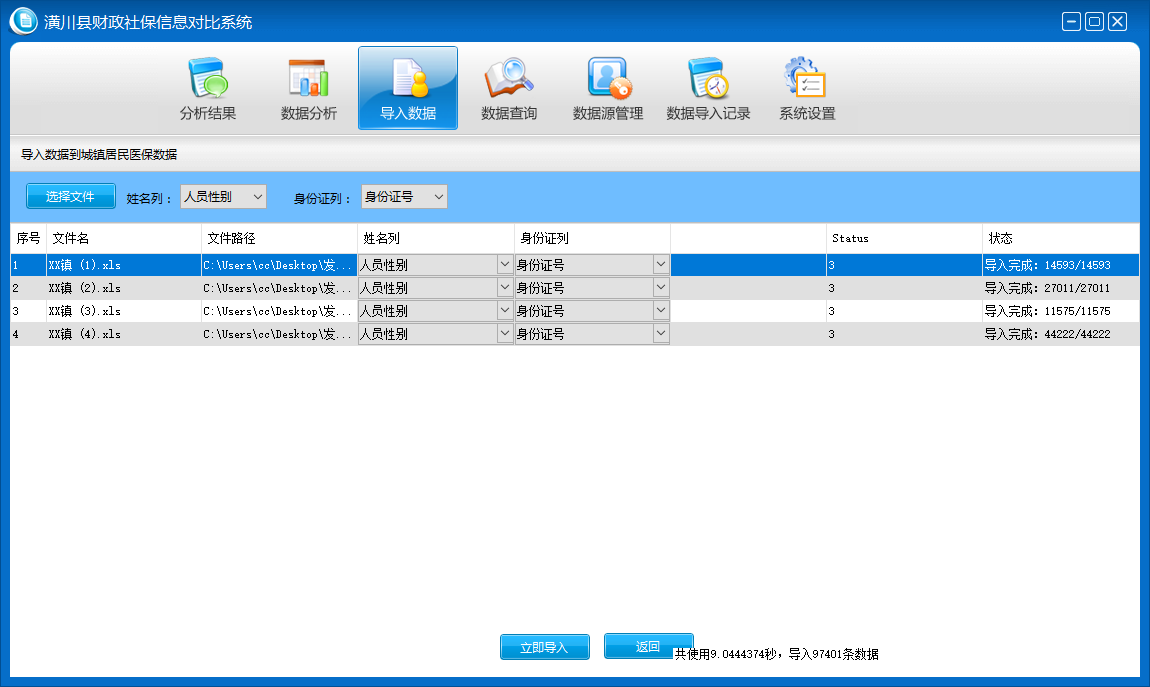 潢川县财政社保信息对比系统
分析结果 数据分析 导入数据 数据查询 数据源管理 数据导入记录 系统设置
导入数据到城镇居民医保数据
选择文件 姓名列： 人员性别 身份证列： 身份证号
序号 文件名 文件路径 姓名列 身份证列 Status 状态
1 XX镇 (1).xls C:\Users\cc\Desktop\发... 人员性别 身份证号 3 导入完成：14593/14593
2 XX镇 (2).xls C:\Users\cc\Desktop\发... 人员性别 身份证号 3 导入完成：27011/27011
3 XX镇 (3).xls C:\Users\cc\Desktop\发... 人员性别 身份证号 3 导入完成：11575/11575
4 XX镇 (4).xls C:\Users\cc\Desktop\发... 人员性别 身份证号 3 导入完成：44222/44222
立即导入 返回 共使用9.0444374秒，导入97401条数据